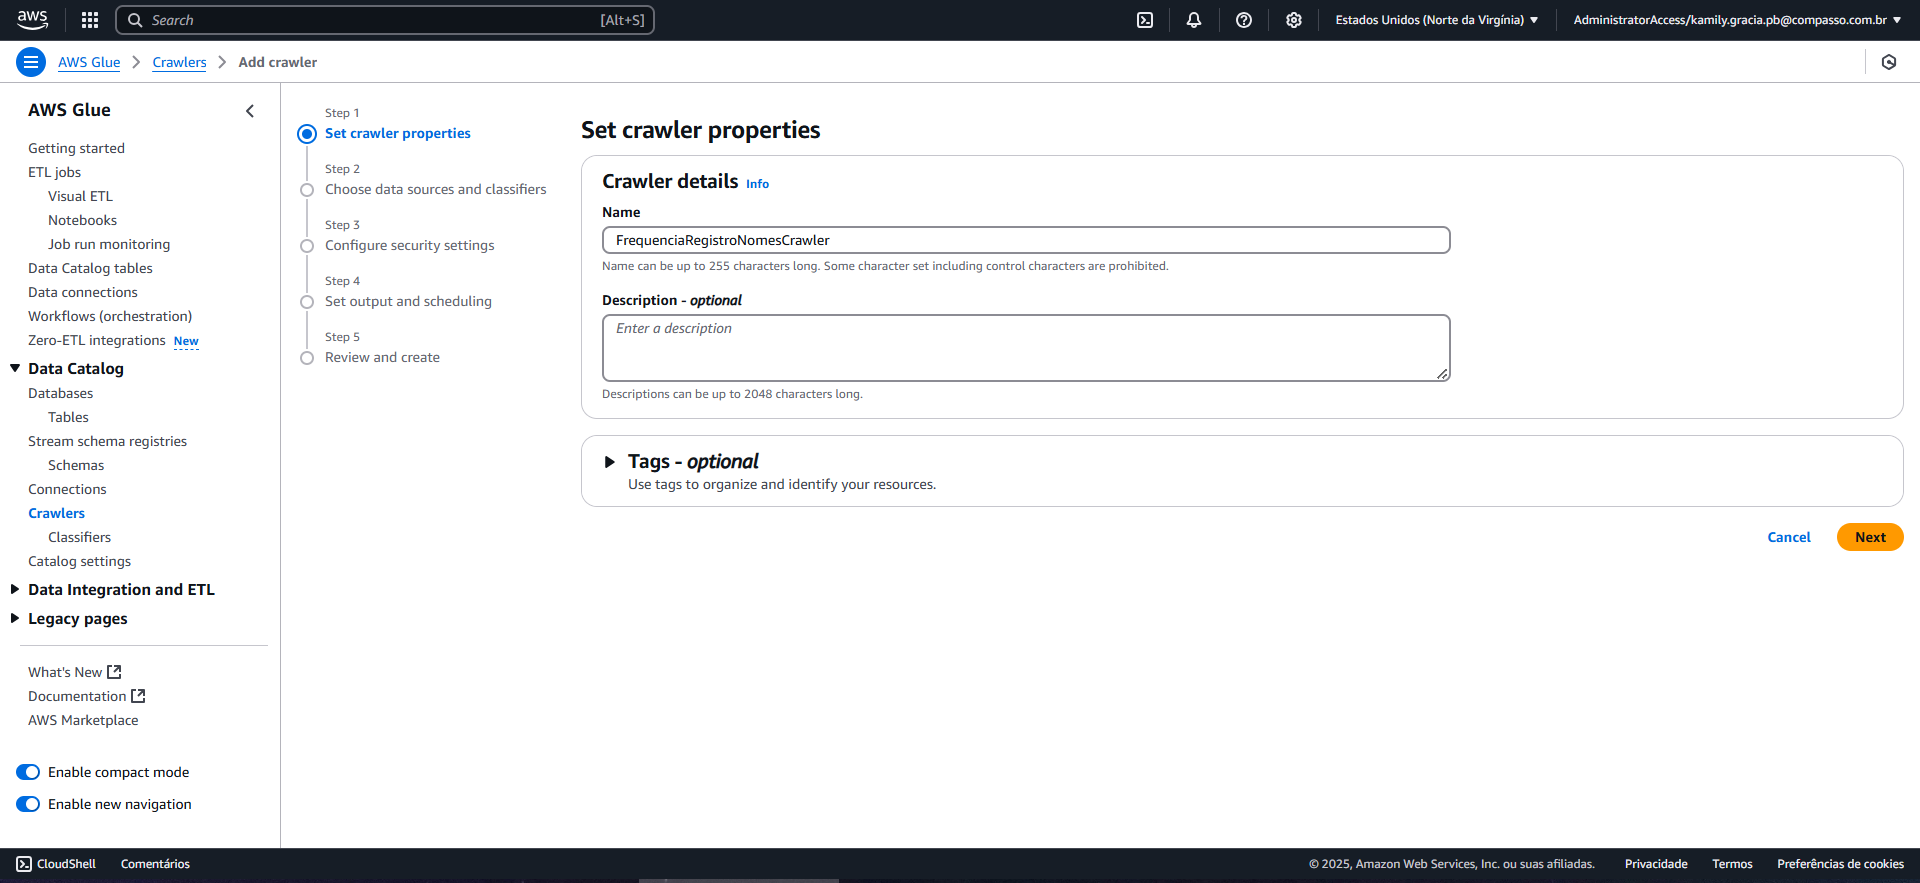 aws
Search [Alt+S]
Estados Unidos (Norte da Virgínia)
AdministratorAccess/kamily.gracia.pb@compasso.com.br
AWS Glue
Crawlers
Add crawler
AWS Glue
Getting started
ETL jobs
Visual ETL
Notebooks
Job run monitoring
Data Catalog tables
Data connections
Workflows (orchestration)
Zero-ETL integrations New
Data Catalog
Databases
Tables
Stream schema registries
Schemas
Connections
Crawlers
Classifiers
Catalog settings
Data Integration and ETL
Legacy pages
What's New
Documentation
AWS Marketplace
Enable compact mode
Enable new navigation
Step 1
Set crawler properties
Step 2
Choose data sources and classifiers
Step 3
Configure security settings
Step 4
Set output and scheduling
Step 5
Review and create
Set crawler properties
Crawler details Info
Name
FrequenciaRegistroNomesCrawler
Name can be up to 255 characters long. Some character set including control characters are prohibited.
Description - optional
Enter a description
Descriptions can be up to 2048 characters long.
Tags - optional
Use tags to organize and identify your resources.
Cancel
Next
CloudShell
Comentários
© 2025, Amazon Web Services, Inc. ou suas afiliadas.
Privacidade
Termos
Preferências de cookies